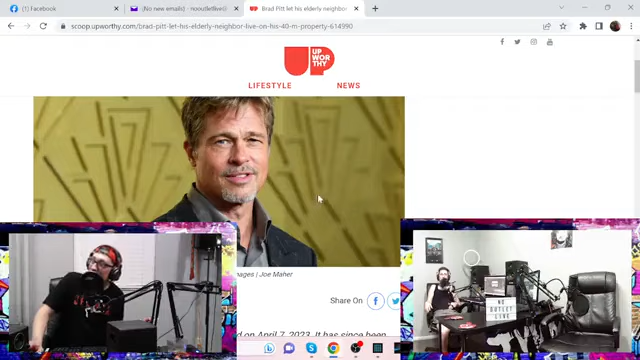 Facebook
(No new emails) - nooutletlive@
Brad Pitt let his elderly neighbor
scoop.upworthy.com/brad-pitt-let-his-elderly-neighbor-live-on-his-40-m-property-614990
UP
WOR
THY
LIFESTYLE
NEWS
ages | Joe Maher
Share On
d on April 7, 2023. It has since been
NO
OUTLET
LIVE